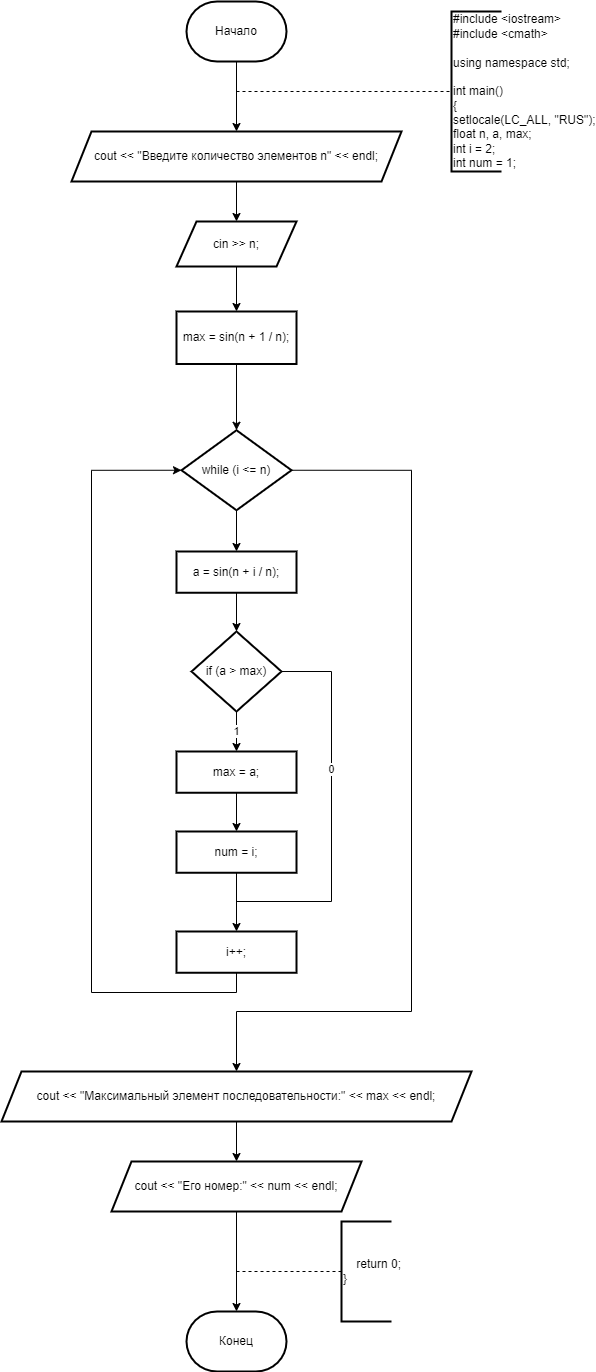 Начало
#include <iostream>
#include <cmath>
using namespace std;
int main()
{
setlocale(LC_ALL, "RUS");
float n, a, max;
int i = 2;
int num = 1;
cout << "Введите количество элементов n" << endl;
cin >> n;
max = sin(n + 1 / n);
while (i <= n)
a = sin(n + i / n);
if (a > max)
1
0
max = a;
num = i;
i++;
cout << "Максимальный элемент последовательности:" << max << endl;
cout << "Его номер:" << num << endl;
return 0;
}
Конец